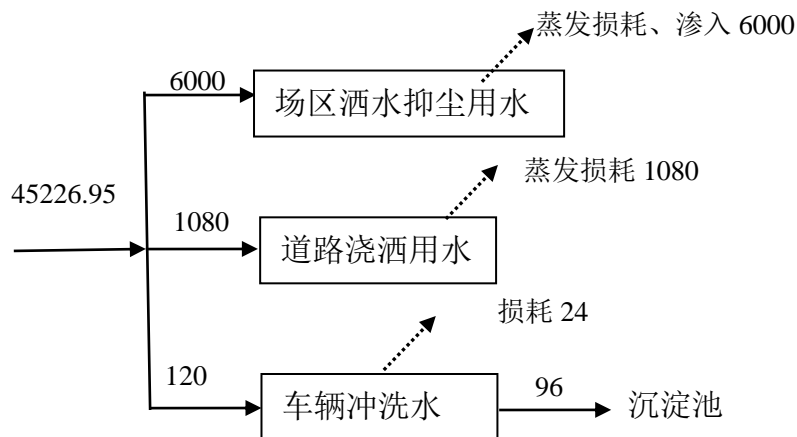 蒸发损耗、渗入 6000
6000
场区洒水抑尘用水
蒸发损耗 1080
45226.95
1080
道路浇洒用水
损耗 24
120
车辆冲洗水
96
沉淀池